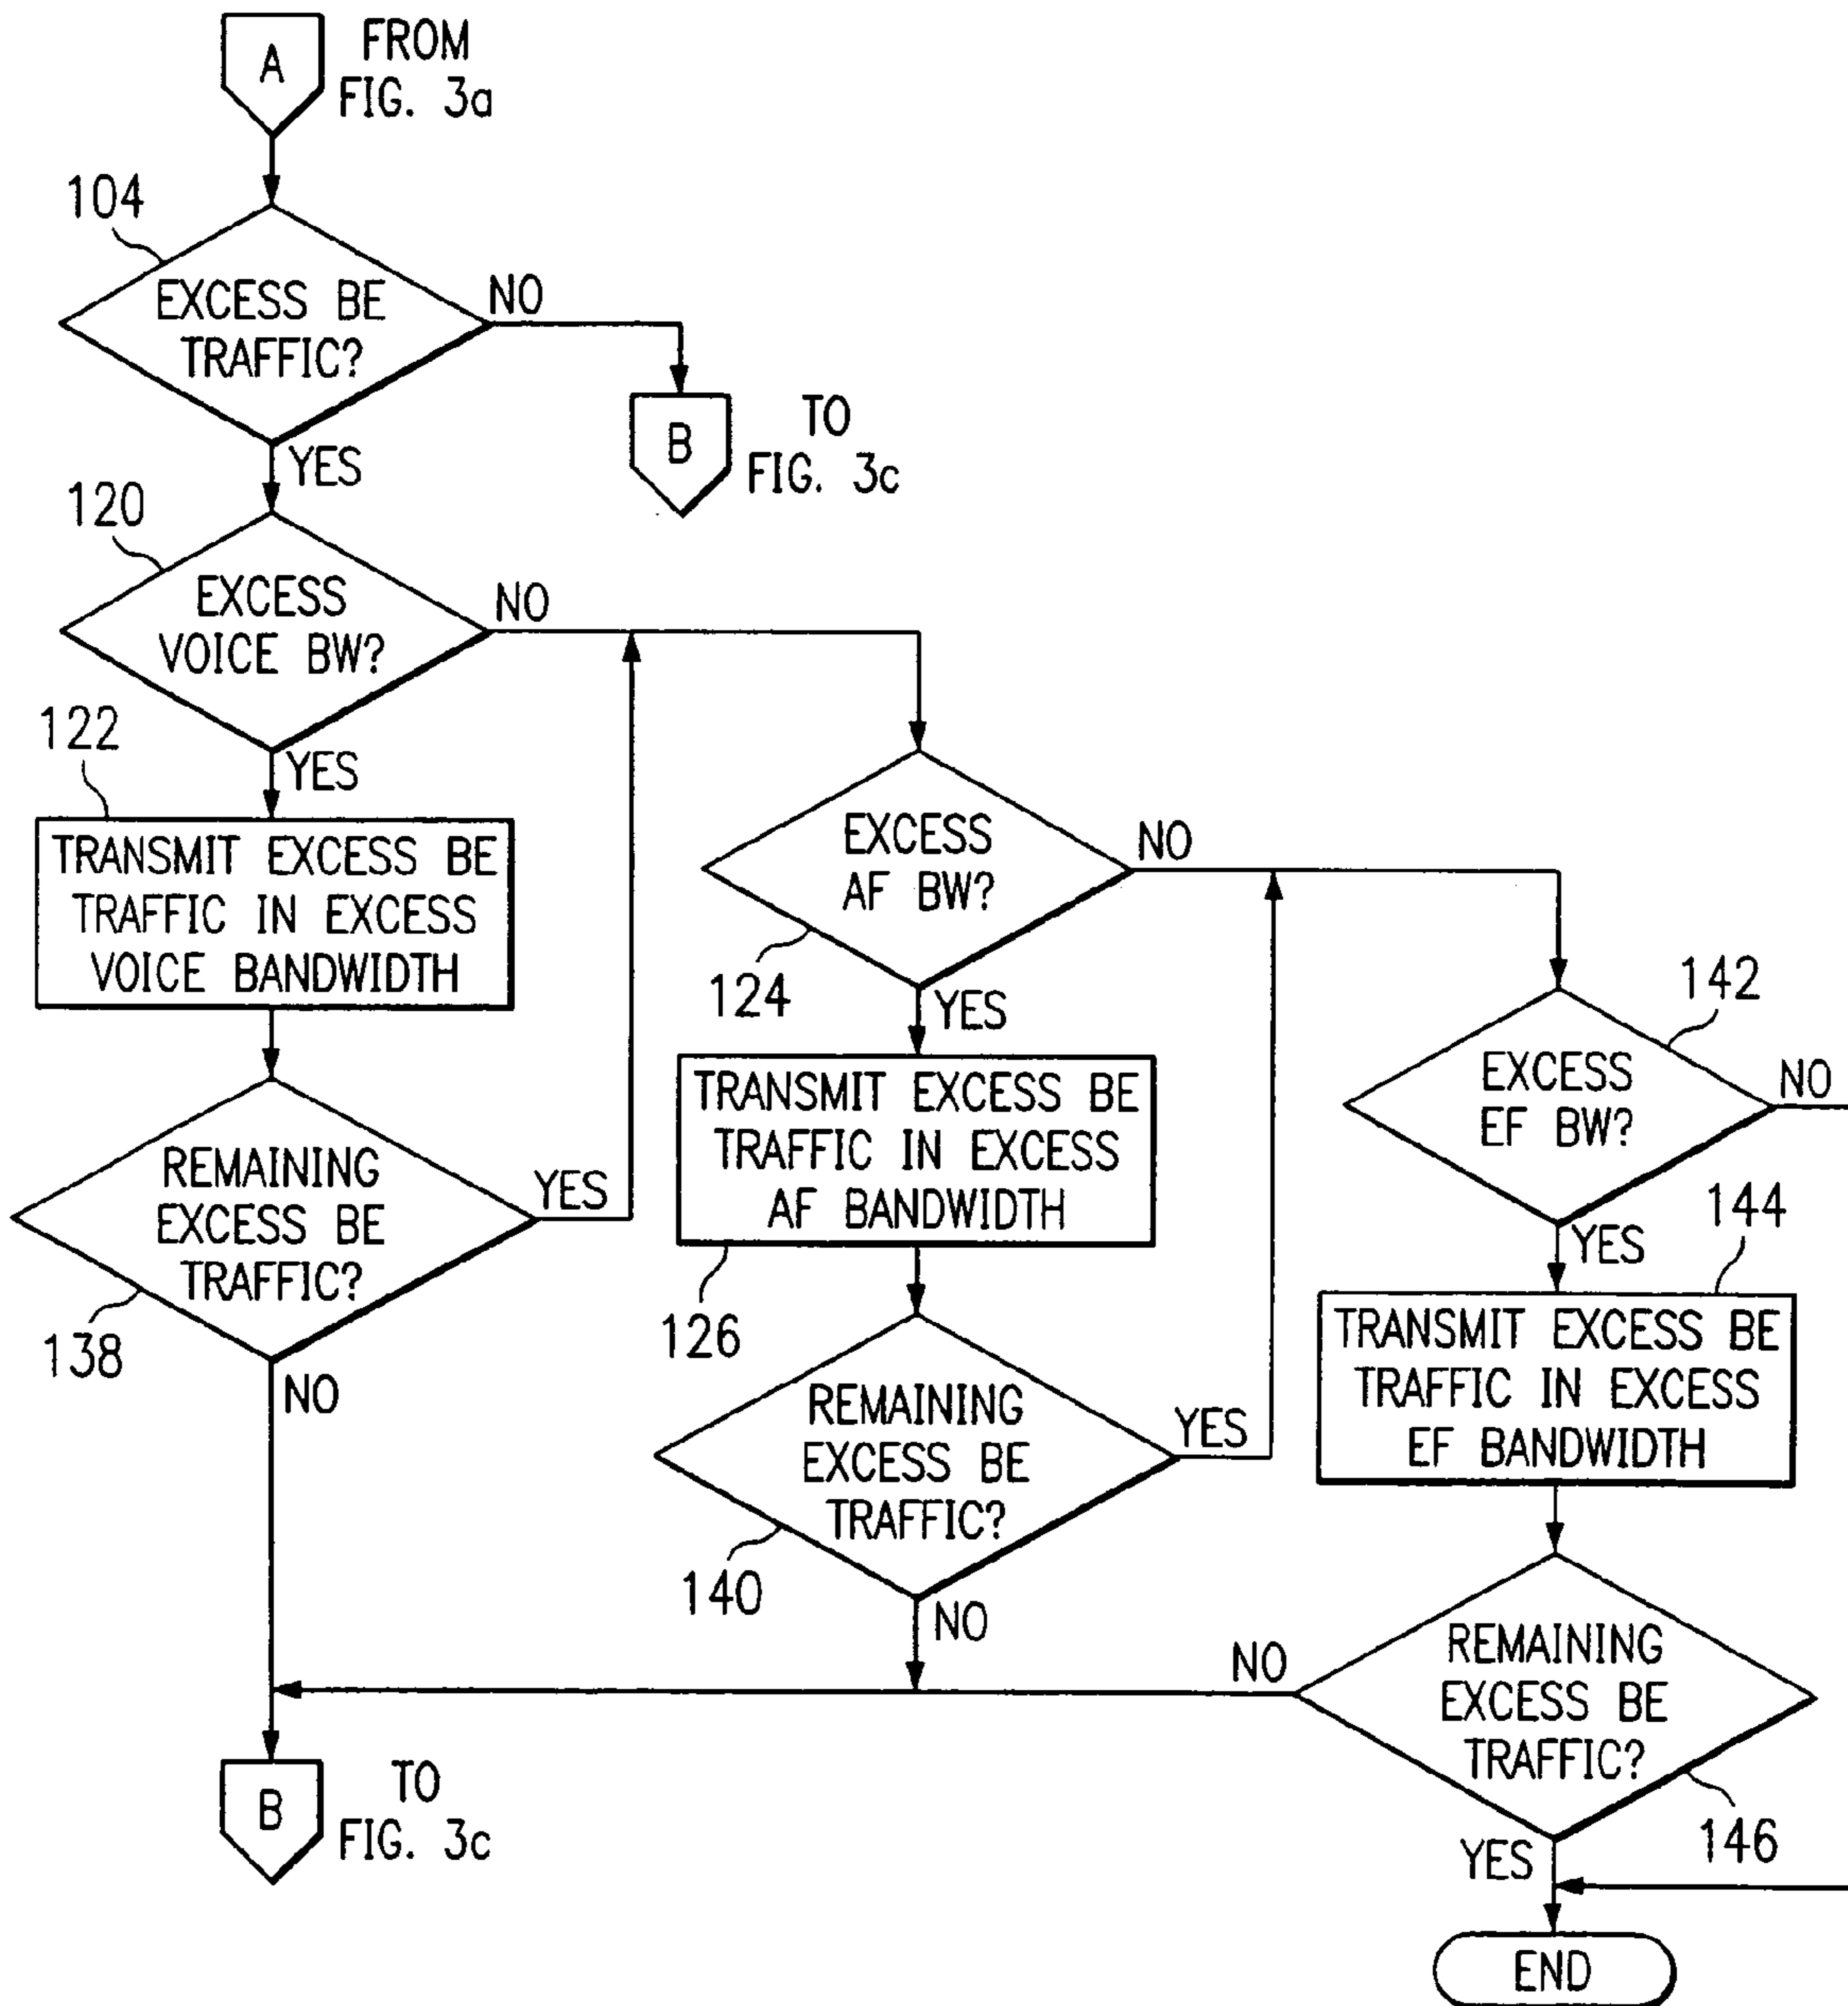 A
FROM
FIG. 3a
104
EXCESS BE
TRAFFIC?
NO
B
TO
FIG. 3c
YES
120
EXCESS
VOICE BW?
NO
YES
122
TRANSMIT EXCESS BE
TRAFFIC IN EXCESS
VOICE BANDWIDTH
REMAINING
EXCESS BE
TRAFFIC?
YES
138
NO
B
TO
FIG. 3c
EXCESS
AF BW?
NO
124
YES
TRANSMIT EXCESS BE
TRAFFIC IN EXCESS
AF BANDWIDTH
126
REMAINING
EXCESS BE
TRAFFIC?
YES
140
NO
142
EXCESS
EF BW?
NO
YES
144
TRANSMIT EXCESS BE
TRAFFIC IN EXCESS
EF BANDWIDTH
REMAINING
EXCESS BE
TRAFFIC?
NO
146
YES
END